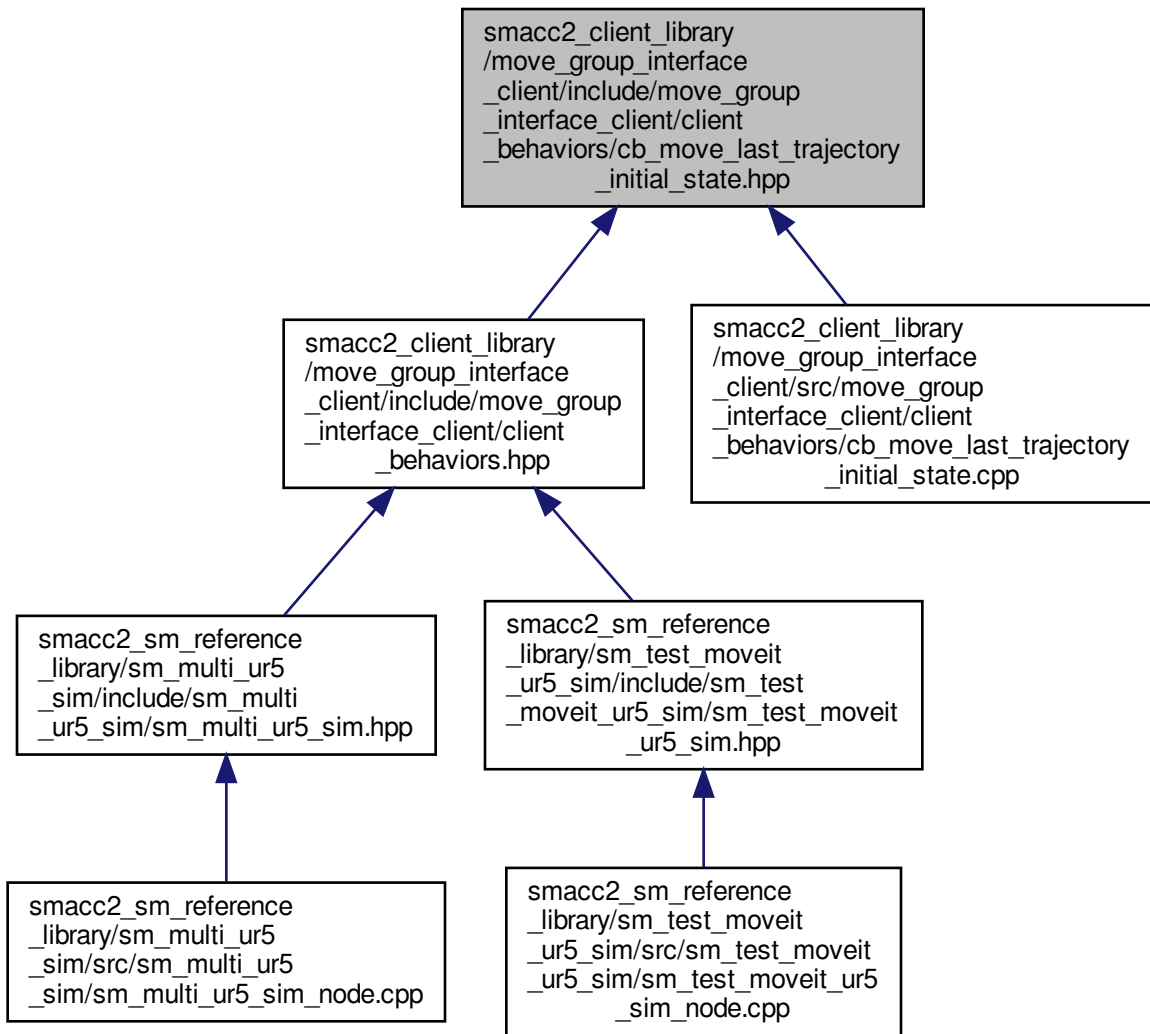 smacc2_client_library
/move_group_interface
_client/include/move_group
_interface_client/client
_behaviors/cb_move_last_trajectory
_initial_state.hpp
smacc2_client_library
/move_group_interface
_client/include/move_group
_interface_client/client
_behaviors.hpp
smacc2_client_library
/move_group_interface
_client/src/move_group
_interface_client/client
_behaviors/cb_move_last_trajectory
_initial_state.cpp
smacc2_sm_reference
_library/sm_multi_ur5
_sim/include/sm_multi
_ur5_sim/sm_multi_ur5_sim.hpp
smacc2_sm_reference
_library/sm_test_moveit
_ur5_sim/include/sm_test
_moveit_ur5_sim/sm_test_moveit
_ur5_sim.hpp
smacc2_sm_reference
_library/sm_multi_ur5
_sim/src/sm_multi_ur5
_sim/sm_multi_ur5_sim_node.cpp
smacc2_sm_reference
_library/sm_test_moveit
_ur5_sim/src/sm_test_moveit
_ur5_sim/sm_test_moveit_ur5
_sim_node.cpp